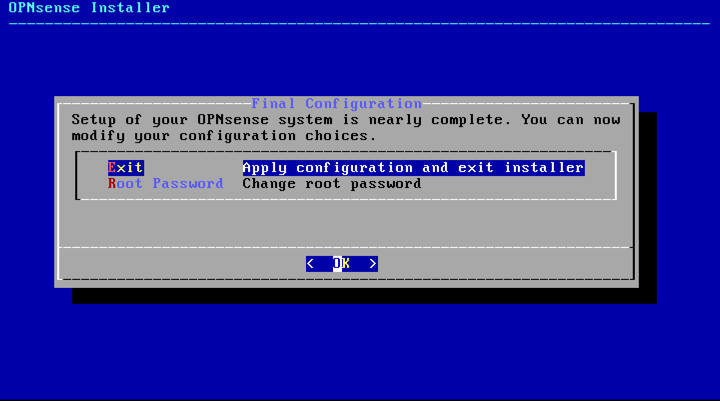 OPNsense Installer
Final Configuration
Setup of your OPNsense system is nearly complete. You can now
modify your configuration choices.
Exit Apply configuration and exit installer
Root Password Change root password
< OK >